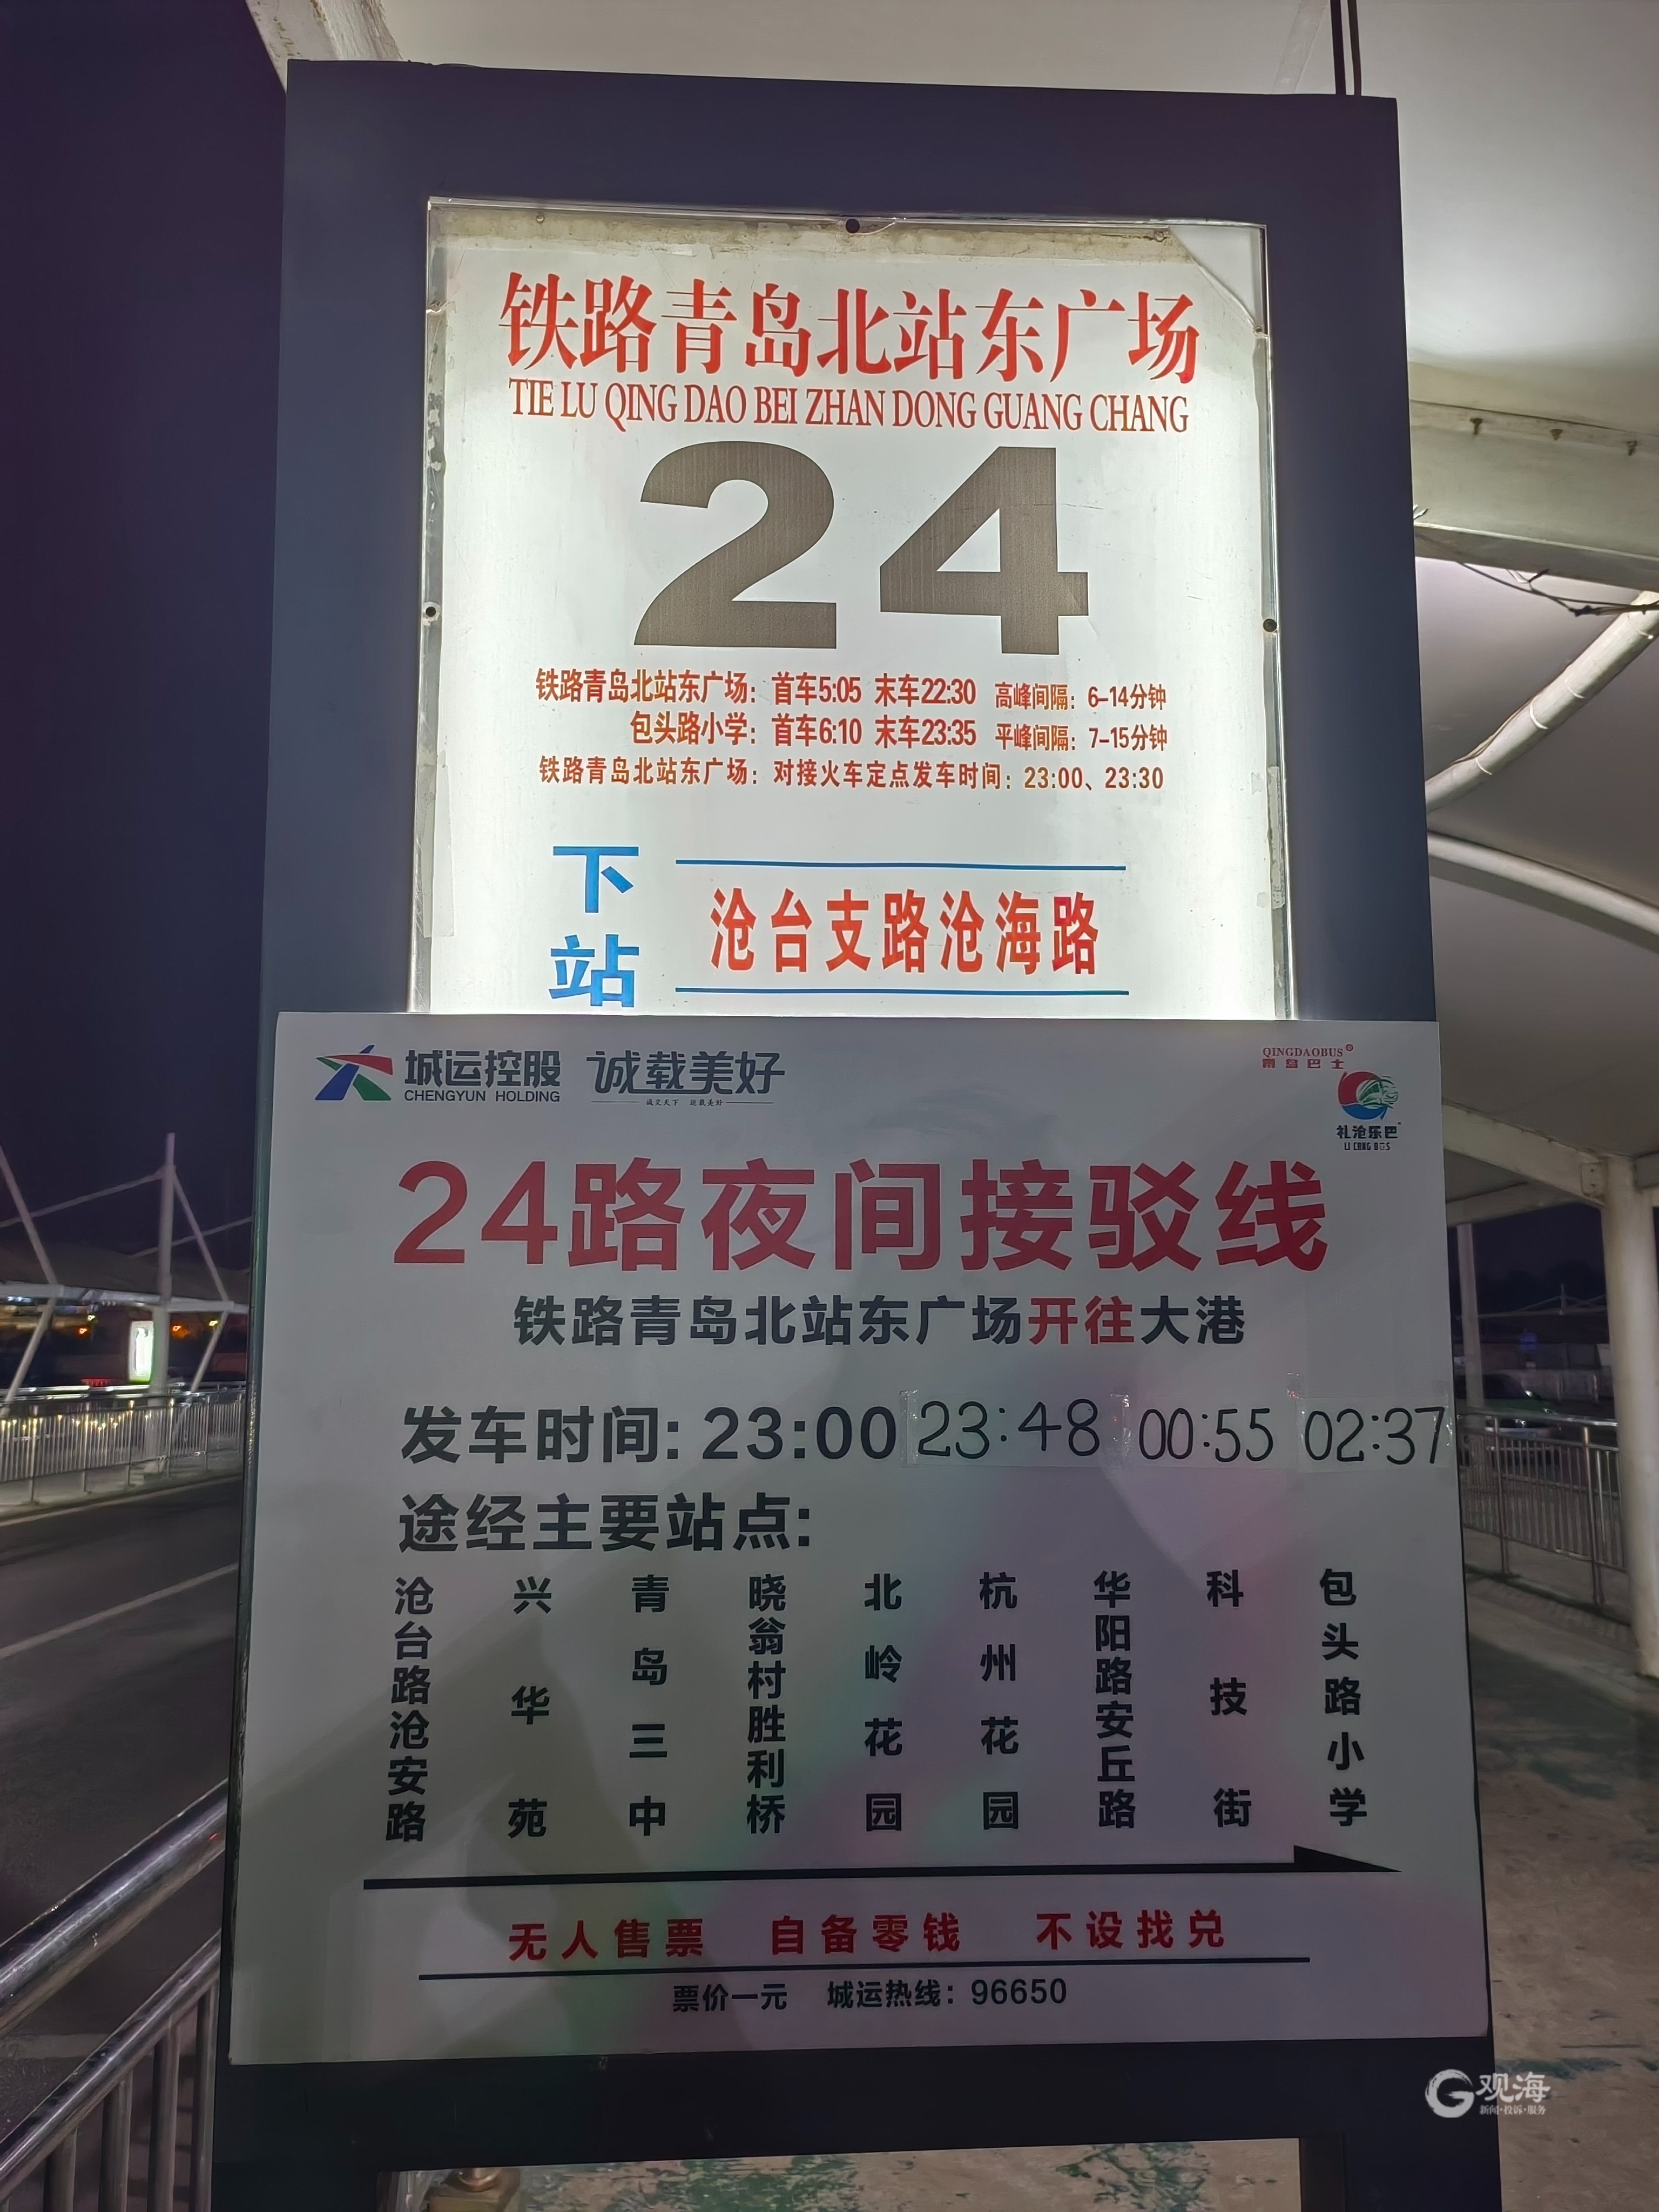 铁路青岛北站东广场
TIE LU QING DAO BEI ZHAN DONG GUANG CHANG
24
铁路青岛北站东广场：首车5:05 末车22:30 高峰间隔：6-14分钟
包头路小学：首车6:10 末车23:35 平峰间隔：7-15分钟
铁路青岛北站东广场：对接火车定点发车时间：23:00、23:30
下站
沧台支路沧海路
城运控股 诚载美好
CHENGYUN HOLDING
QINGDAOBUS®
青岛巴士
礼沧乐巴
LI CANG BUS
24路夜间接驳线
铁路青岛北站东广场开往大港
发车时间：23:00 23:48 00:55 02:37
途经主要站点：
沧台路沧安路
兴华苑
青岛三中
晓翁村胜利桥
北岭花园
杭州花园
华阳路安丘路
科技街
包头路小学
无人售票 自备零钱 不设找兑
票价一元 城运热线：96650
观海
新闻·投诉·服务